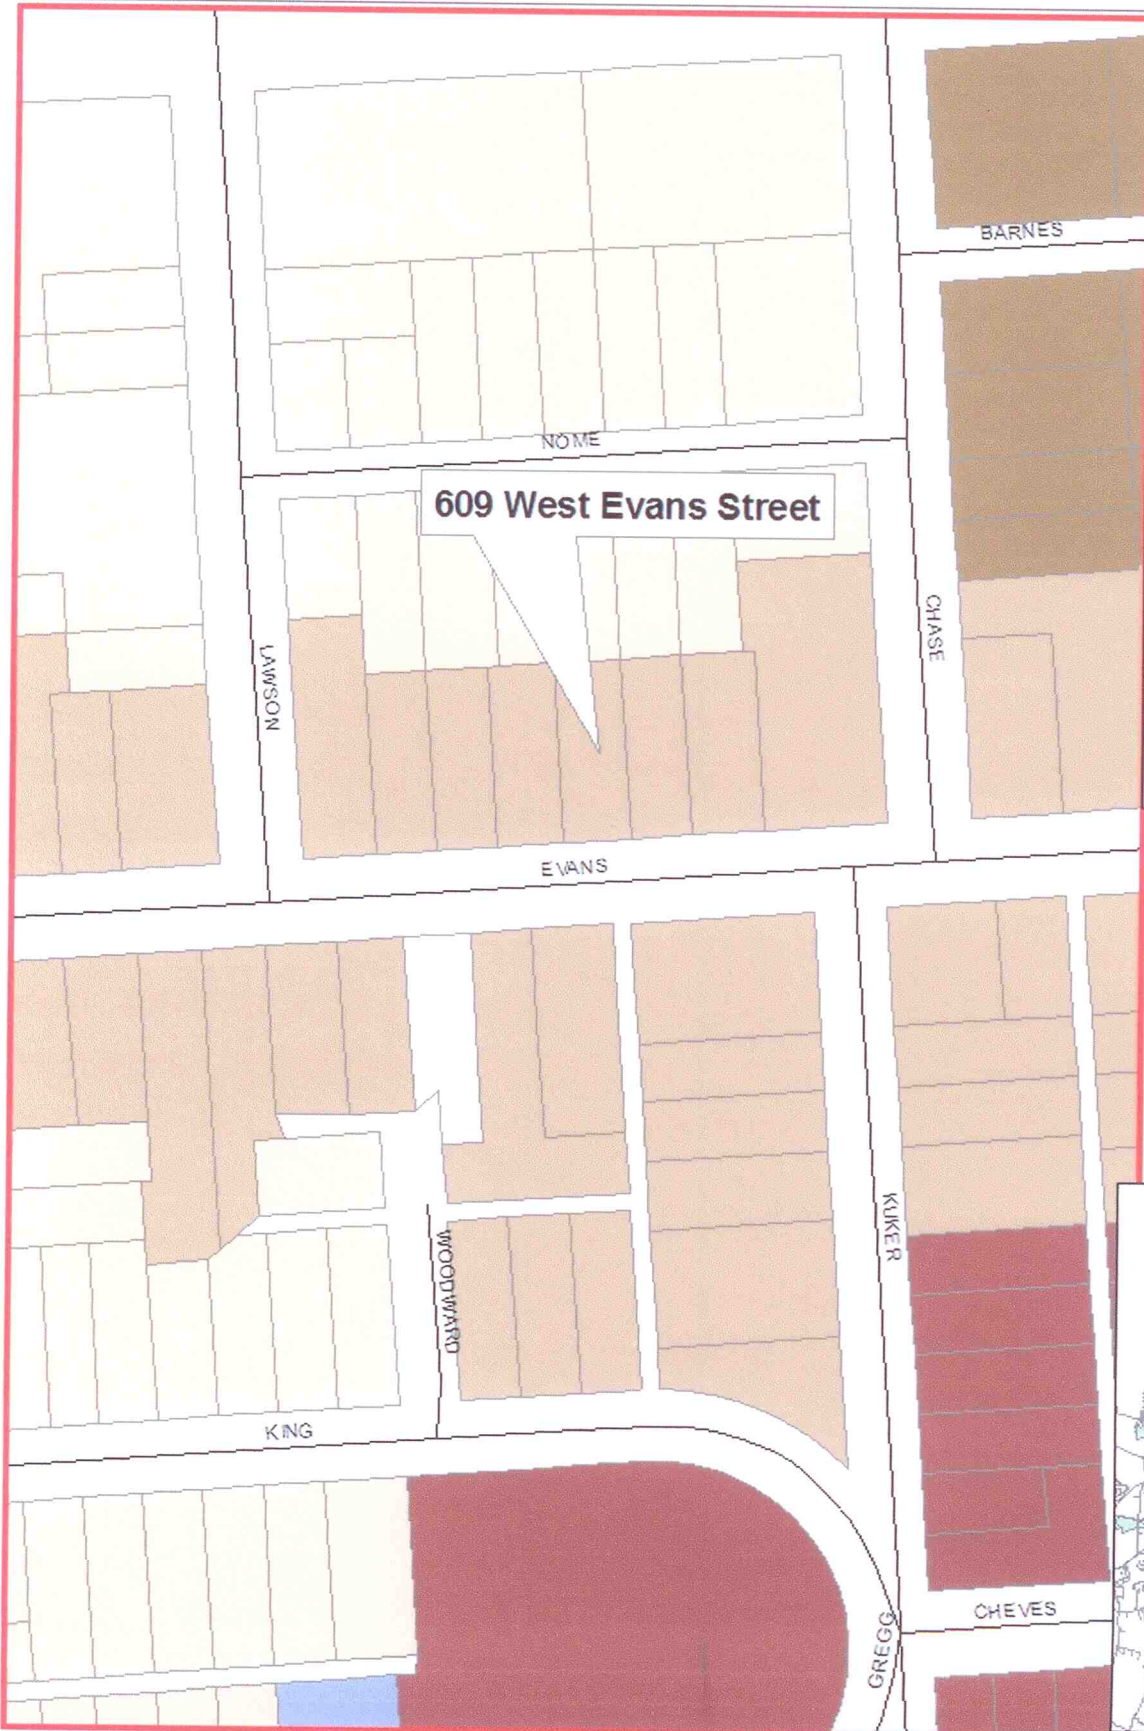 BARNES
NOME
609 West Evans Street
CHASE
LAWSON
EVANS
KUKER
WOODWARD
KING
CHEVES
GREGG